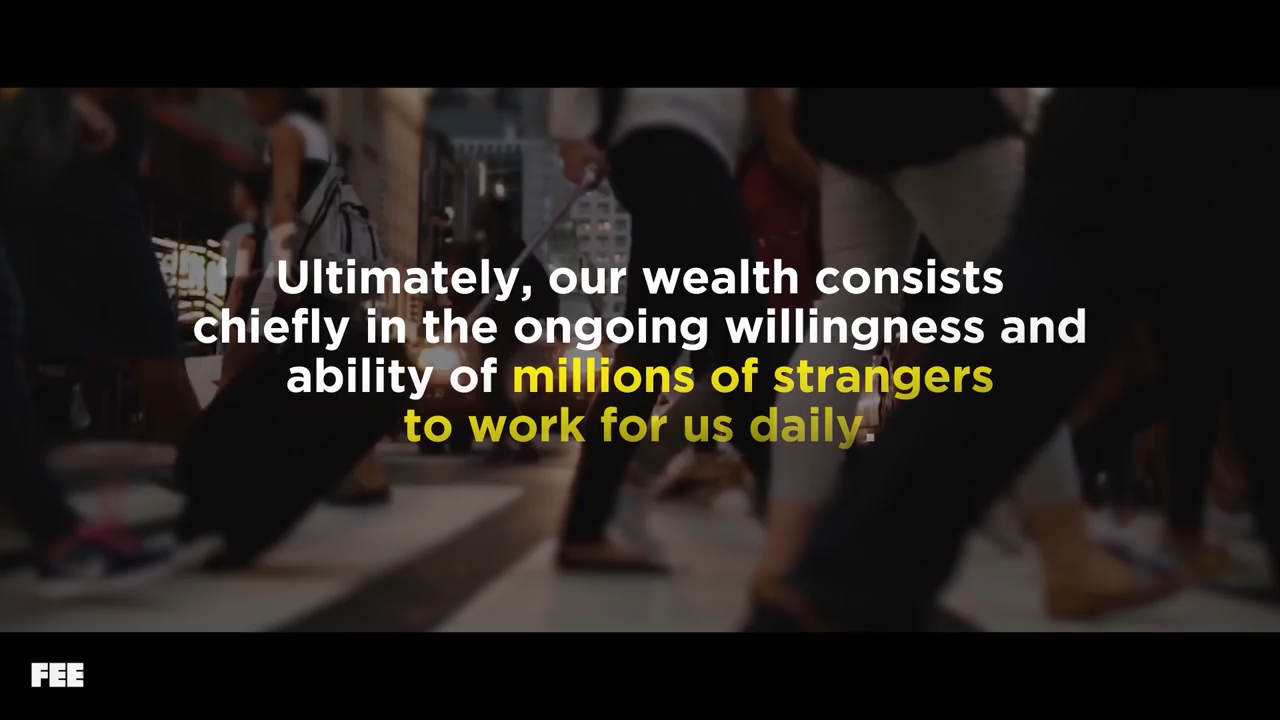 Ultimately, our wealth consists
chiefly in the ongoing willingness and
ability of millions of strangers
to work for us daily.
FEE